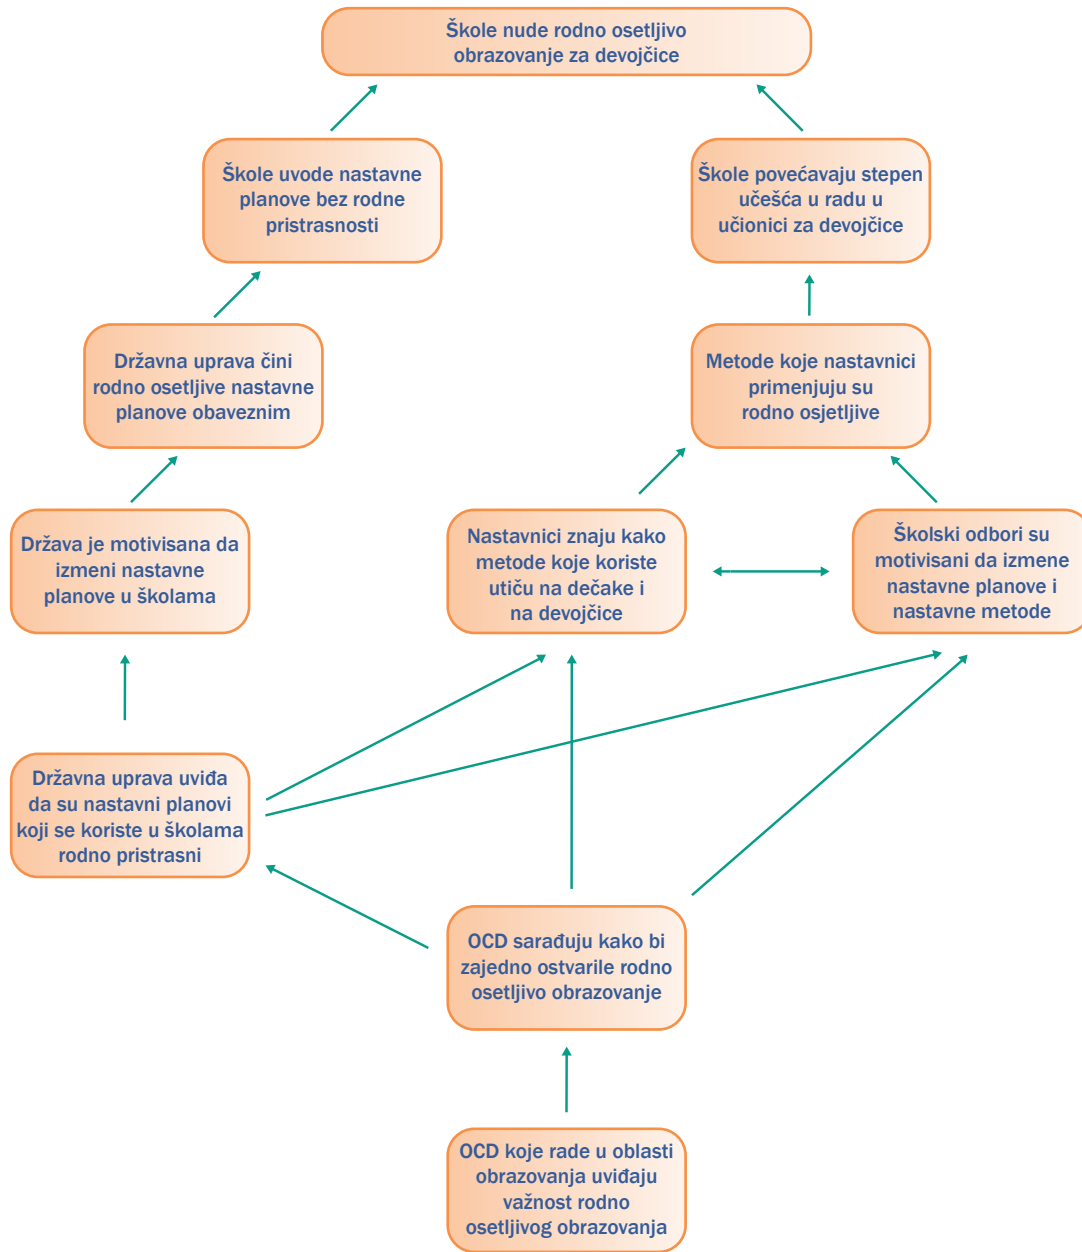 Škole nude rodno osetljivo
obrazovanje za devojčice
Škole uvode nastavne
planove bez rodne
pristrasnosti
Škole povećavaju stepen
učešća u radu u
učionici za devojčice
Državna uprava čini
rodno osetljive nastavne
planove obaveznim
Metode koje nastavnici
primenjuju su
rodno osjetljive
Država je motivisana da
izmeni nastavne
planove u školama
Nastavnici znaju kako
metode koje koriste
utiču na dečake i
na devojčice
Školski odbori su
motivisani da izmene
nastavne planove i
nastavne metode
Državna uprava uviđa
da su nastavni planovi
koji se koriste u školama
rodno pristrasni
OCD sarađuju kako bi
zajedno ostvarile rodno
osetljivo obrazovanje
OCD koje rade u oblasti
obrazovanja uviđaju
važnost rodno
osetljivog obrazovanja